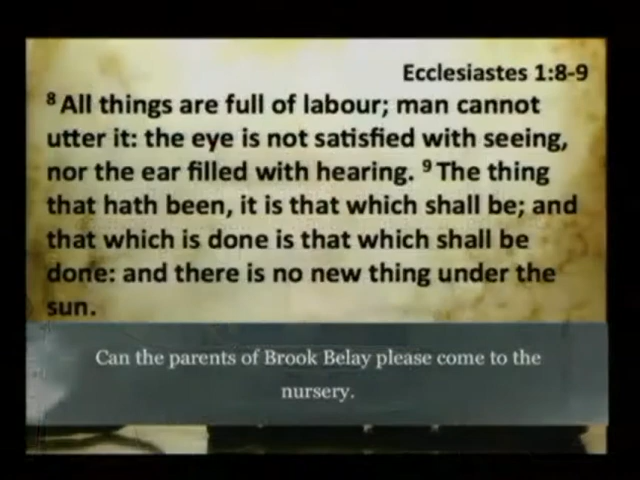 Ecclesiastes 1:8-9
⁸ All things are full of labour; man cannot
utter it: the eye is not satisfied with seeing,
nor the ear filled with hearing. ⁹ The thing
that hath been, it is that which shall be; and
that which is done is that which shall be
done: and there is no new thing under the
sun.
Can the parents of Brook Belay please come to the
nursery.